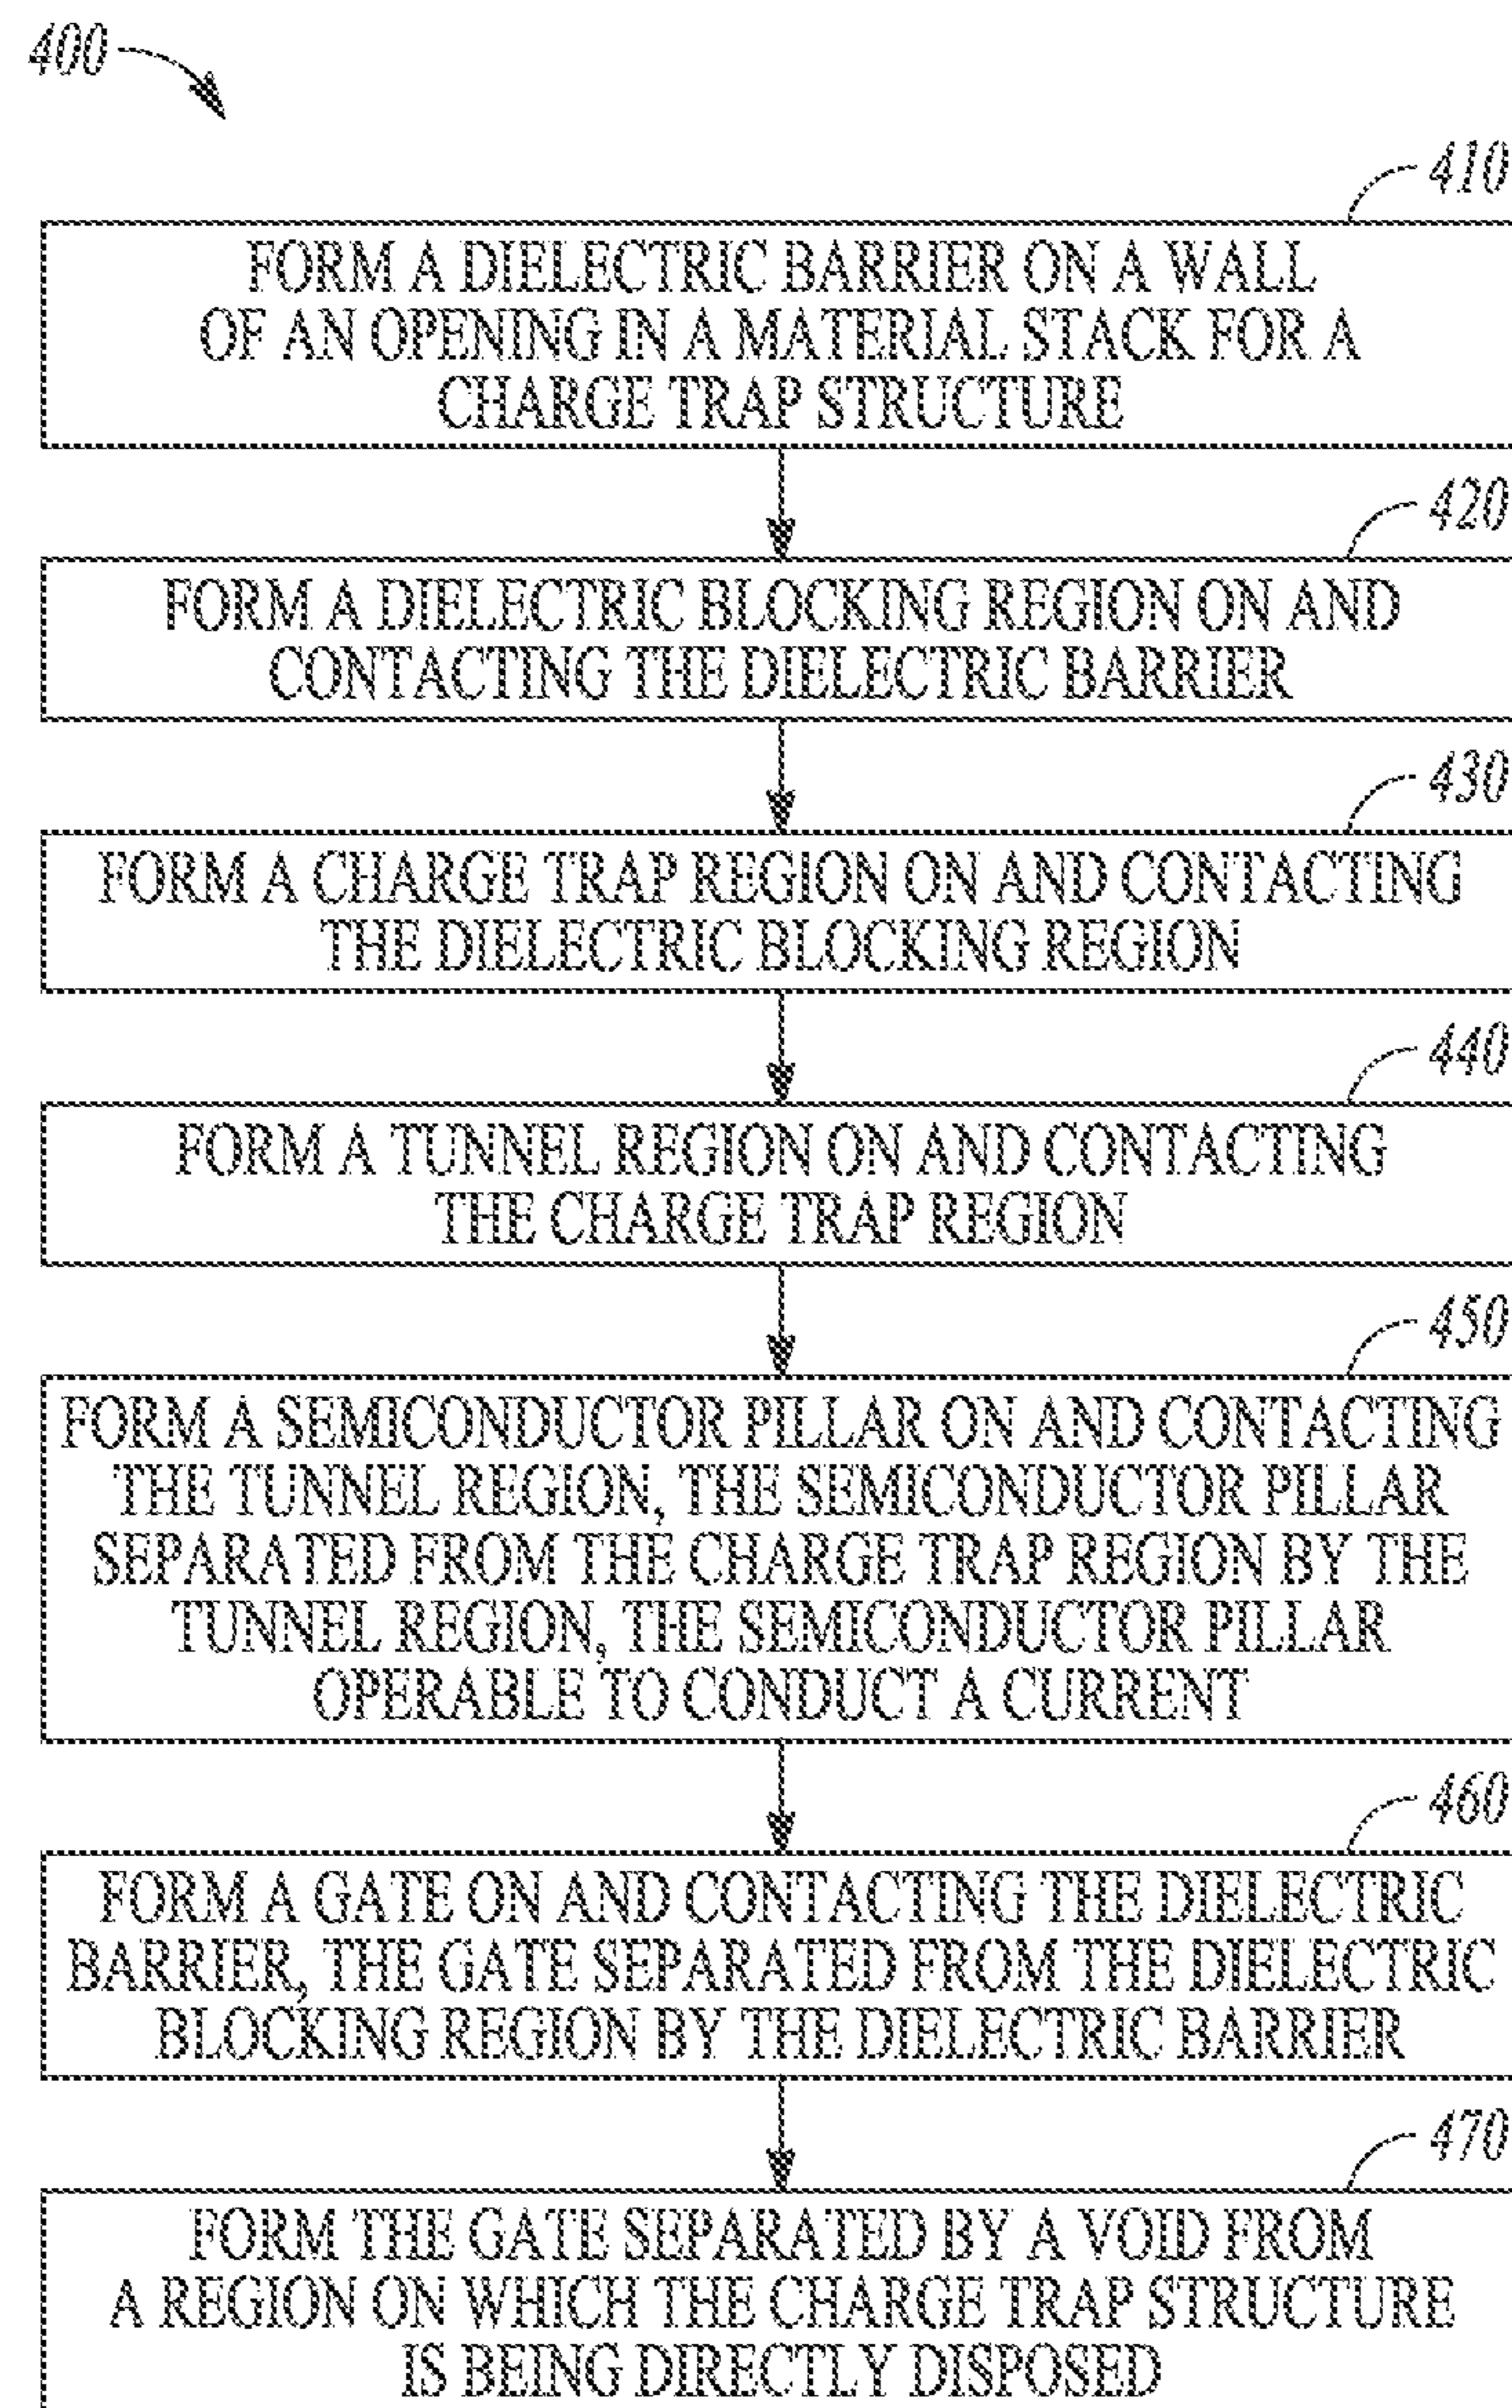 400
410
FORM A DIELECTRIC BARRIER ON A WALL
OF AN OPENING IN A MATERIAL STACK FOR A
CHARGE TRAP STRUCTURE
420
FORM A DIELECTRIC BLOCKING REGION ON AND
CONTACTING THE DIELECTRIC BARRIER
430
FORM A CHARGE TRAP REGION ON AND CONTACTING
THE DIELECTRIC BLOCKING REGION
440
FORM A TUNNEL REGION ON AND CONTACTING
THE CHARGE TRAP REGION
450
FORM A SEMICONDUCTOR PILLAR ON AND CONTACTING
THE TUNNEL REGION, THE SEMICONDUCTOR PILLAR
SEPARATED FROM THE CHARGE TRAP REGION BY THE
TUNNEL REGION, THE SEMICONDUCTOR PILLAR
OPERABLE TO CONDUCT A CURRENT
460
FORM A GATE ON AND CONTACTING THE DIELECTRIC
BARRIER, THE GATE SEPARATED FROM THE DIELECTRIC
BLOCKING REGION BY THE DIELECTRIC BARRIER
470
FORM THE GATE SEPARATED BY A VOID FROM
A REGION ON WHICH THE CHARGE TRAP STRUCTURE
IS BEING DIRECTLY DISPOSED